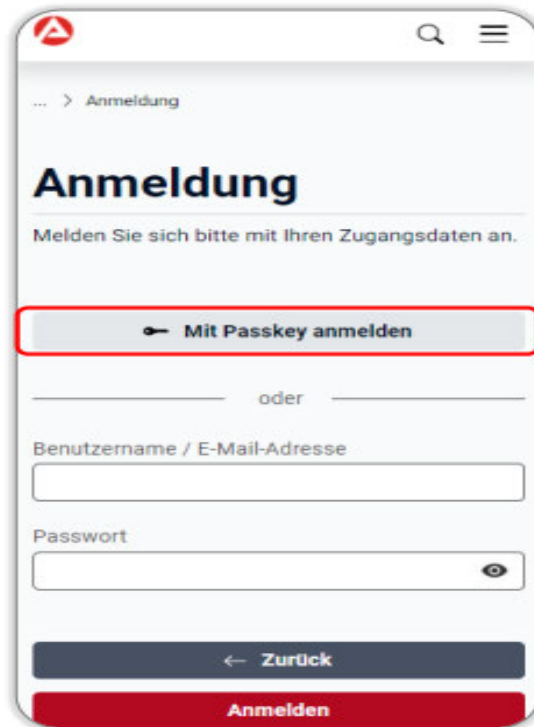 ... > Anmeldung
Anmeldung
Melden Sie sich bitte mit Ihren Zugangsdaten an.
Mit Passkey anmelden
oder
Benutzername / E-Mail-Adresse
Passwort
← Zurück
Anmelden